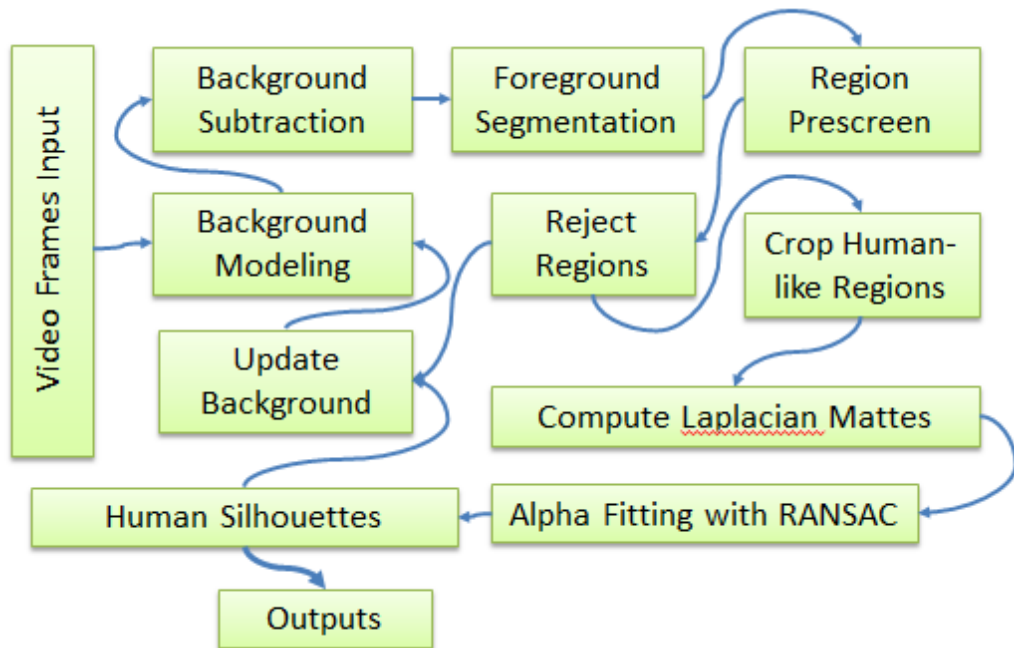 Video Frames Input
Background
Subtraction
Foreground
Segmentation
Region
Prescreen
Background
Modeling
Reject
Regions
Crop Human-
like Regions
Update
Background
Compute Laplacian Mattes
Human Silhouettes
Alpha Fitting with RANSAC
Outputs